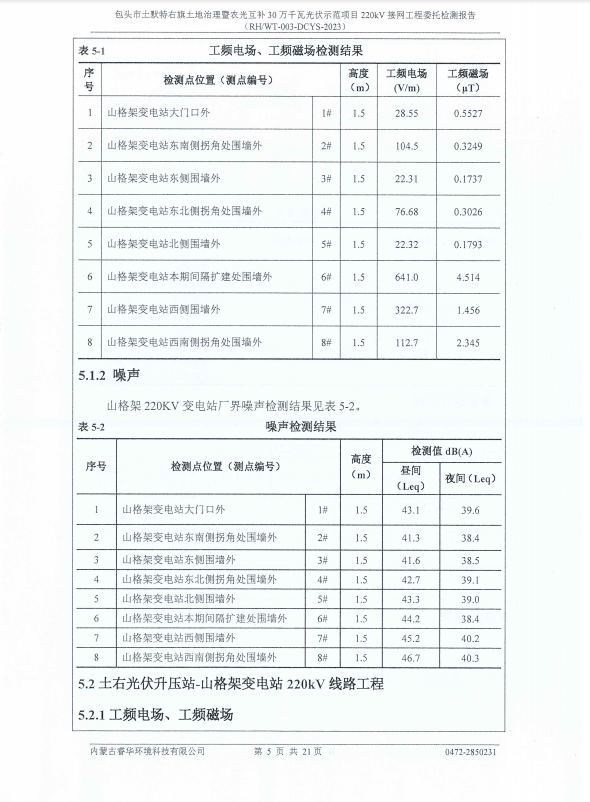 包头市土默特右旗土地治理暨农光互补 30 万千瓦光伏示范项目 220kV 接网工程委托检测报告
（RH/WT-003-DCYS-2023）
表 5-1 工频电场、工频磁场检测结果
序号 检测点位置（测点编号） 高度（m） 工频电场(V/m) 工频磁场（μT）
1 山格架变电站大门口外 1# 1.5 28.55 0.5527
2 山格架变电站东南侧拐角处围墙外 2# 1.5 104.5 0.3249
3 山格架变电站东侧围墙外 3# 1.5 22.31 0.1737
4 山格架变电站东北侧拐角处围墙外 4# 1.5 76.68 0.3026
5 山格架变电站北侧围墙外 5# 1.5 22.32 0.1793
6 山格架变电站本期间隔扩建处围墙外 6# 1.5 641.0 4.514
7 山格架变电站西侧围墙外 7# 1.5 322.7 1.456
8 山格架变电站西南侧拐角处围墙外 8# 1.5 112.7 2.345
5.1.2 噪声
山格架 220KV 变电站厂界噪声检测结果见表 5-2。
表 5-2 噪声检测结果
序号 检测点位置（测点编号） 高度（m） 检测值 dB(A)
昼间（Leq） 夜间（Leq）
1 山格架变电站大门口外 1# 1.5 43.1 39.6
2 山格架变电站东南侧拐角处围墙外 2# 1.5 41.3 38.4
3 山格架变电站东侧围墙外 3# 1.5 41.6 38.5
4 山格架变电站东北侧拐角处围墙外 4# 1.5 42.7 39.1
5 山格架变电站北侧围墙外 5# 1.5 43.3 39.0
6 山格架变电站本期间隔扩建处围墙外 6# 1.5 44.2 38.4
7 山格架变电站西侧围墙外 7# 1.5 45.2 40.2
8 山格架变电站西南侧拐角处围墙外 8# 1.5 46.7 40.3
5.2 土右光伏升压站-山格架变电站 220kV 线路工程
5.2.1 工频电场、工频磁场
内蒙古睿华环境科技有限公司 第 5 页 共 21 页 0472-2850231